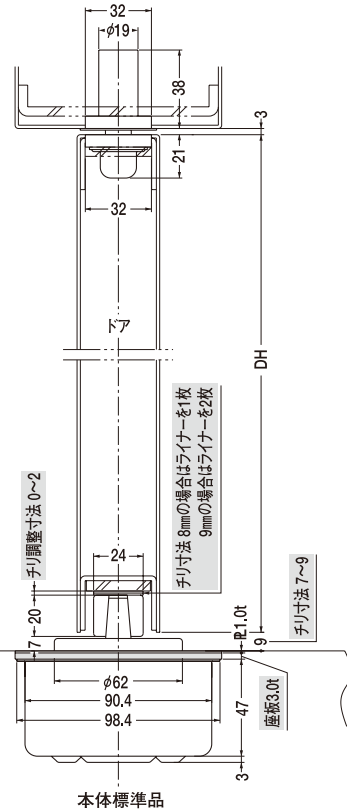 32
φ19
38
3
21
32
ドア
DH
チリ寸法 8mmの場合はライナーを1枚
9mmの場合はライナーを2枚
チリ調整寸法 0~2
24
20
7
PL1.0t
9
チリ寸法 7~9
φ62
90.4
98.4
47
座板3.0t
3
本体標準品